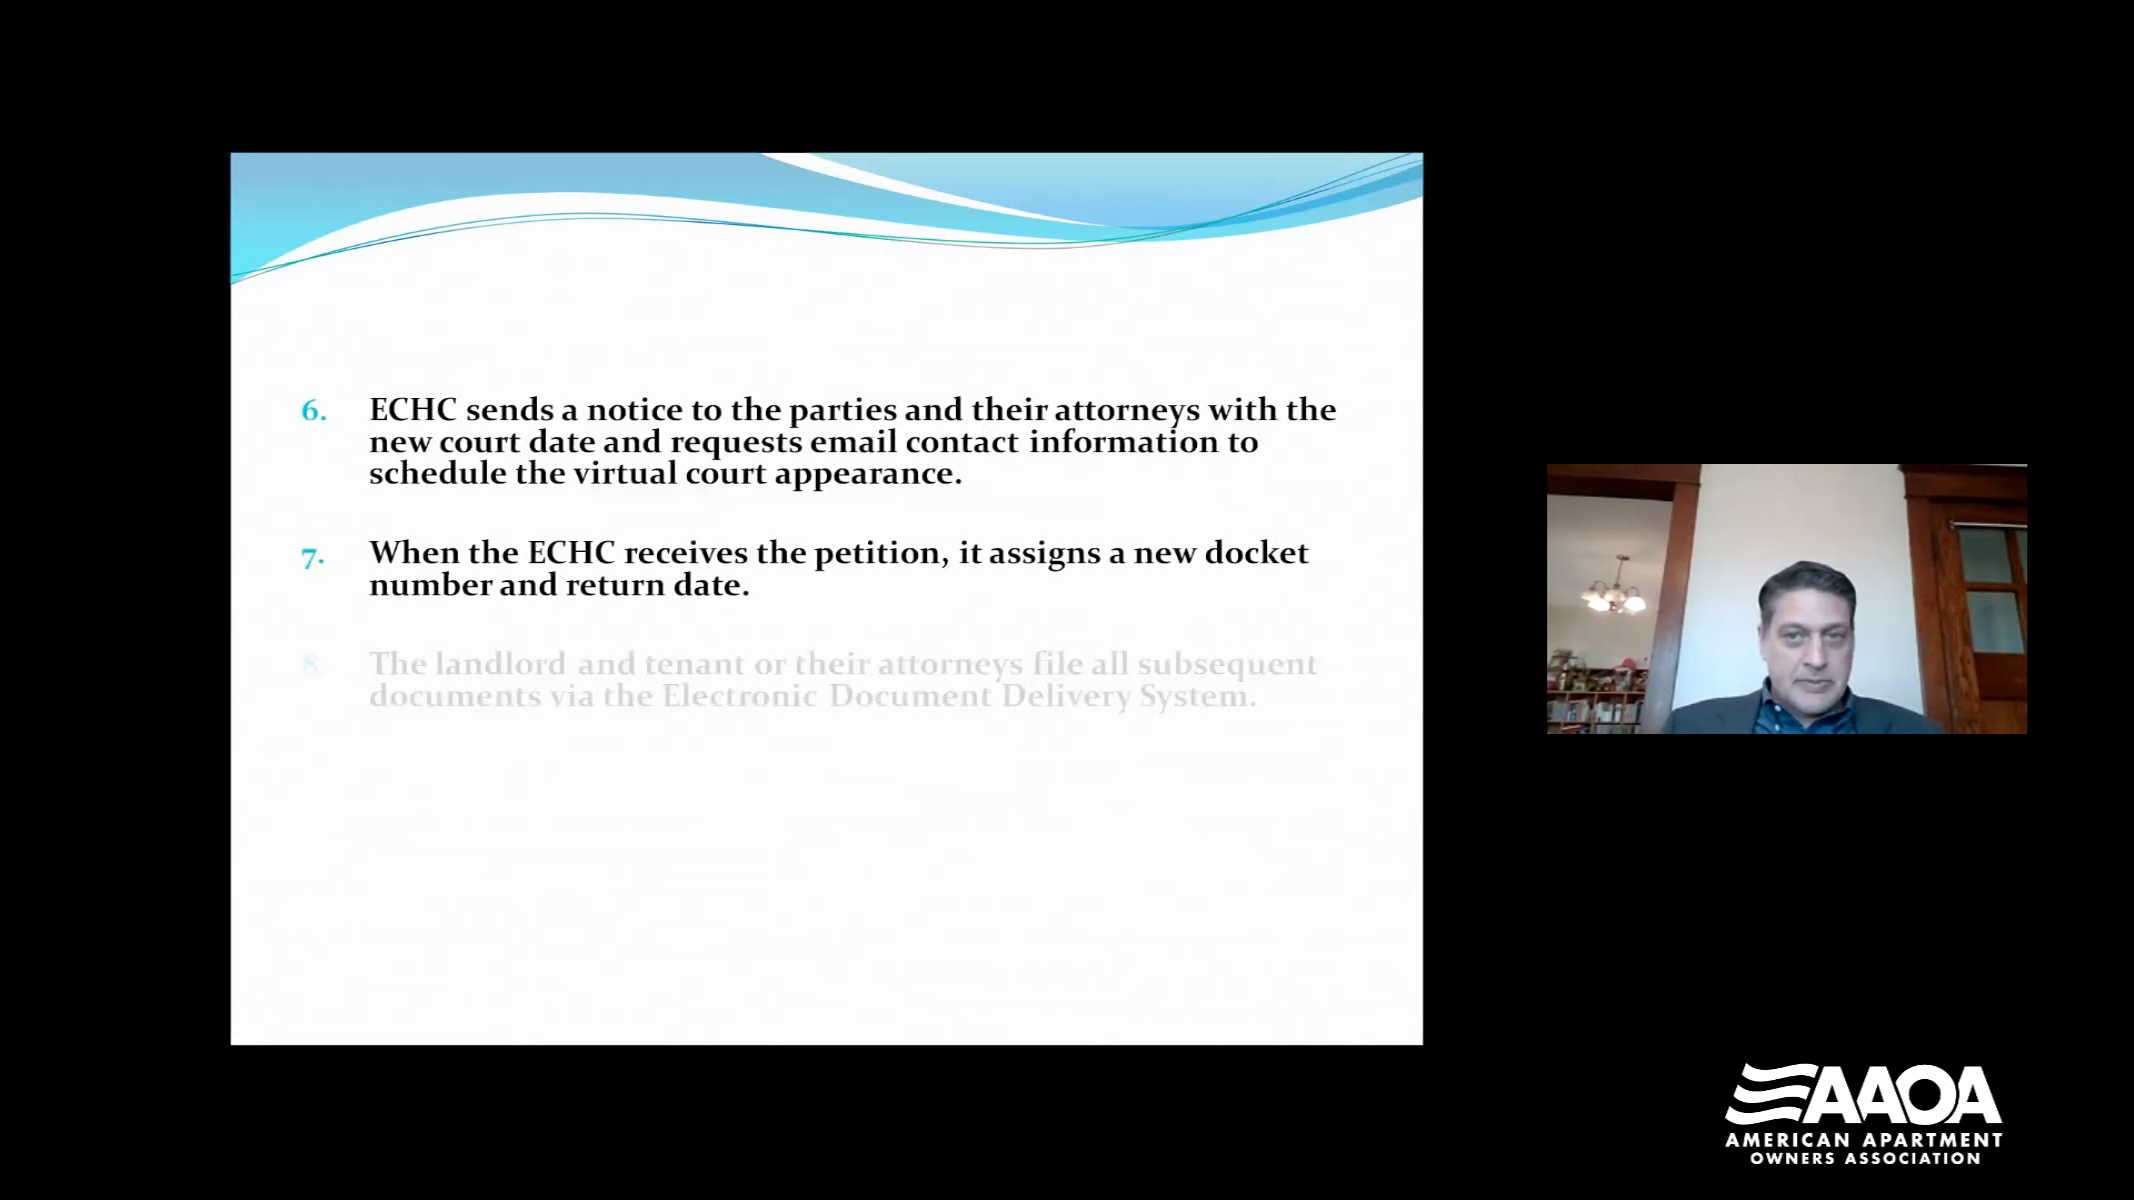 6. ECHC sends a notice to the parties and their attorneys with the
new court date and requests email contact information to
schedule the virtual court appearance.
7. When the ECHC receives the petition, it assigns a new docket
number and return date.
8. The landlord and tenant or their attorneys file all subsequent
documents via the Electronic Document Delivery System.
AAOA
AMERICAN APARTMENT
OWNERS ASSOCIATION